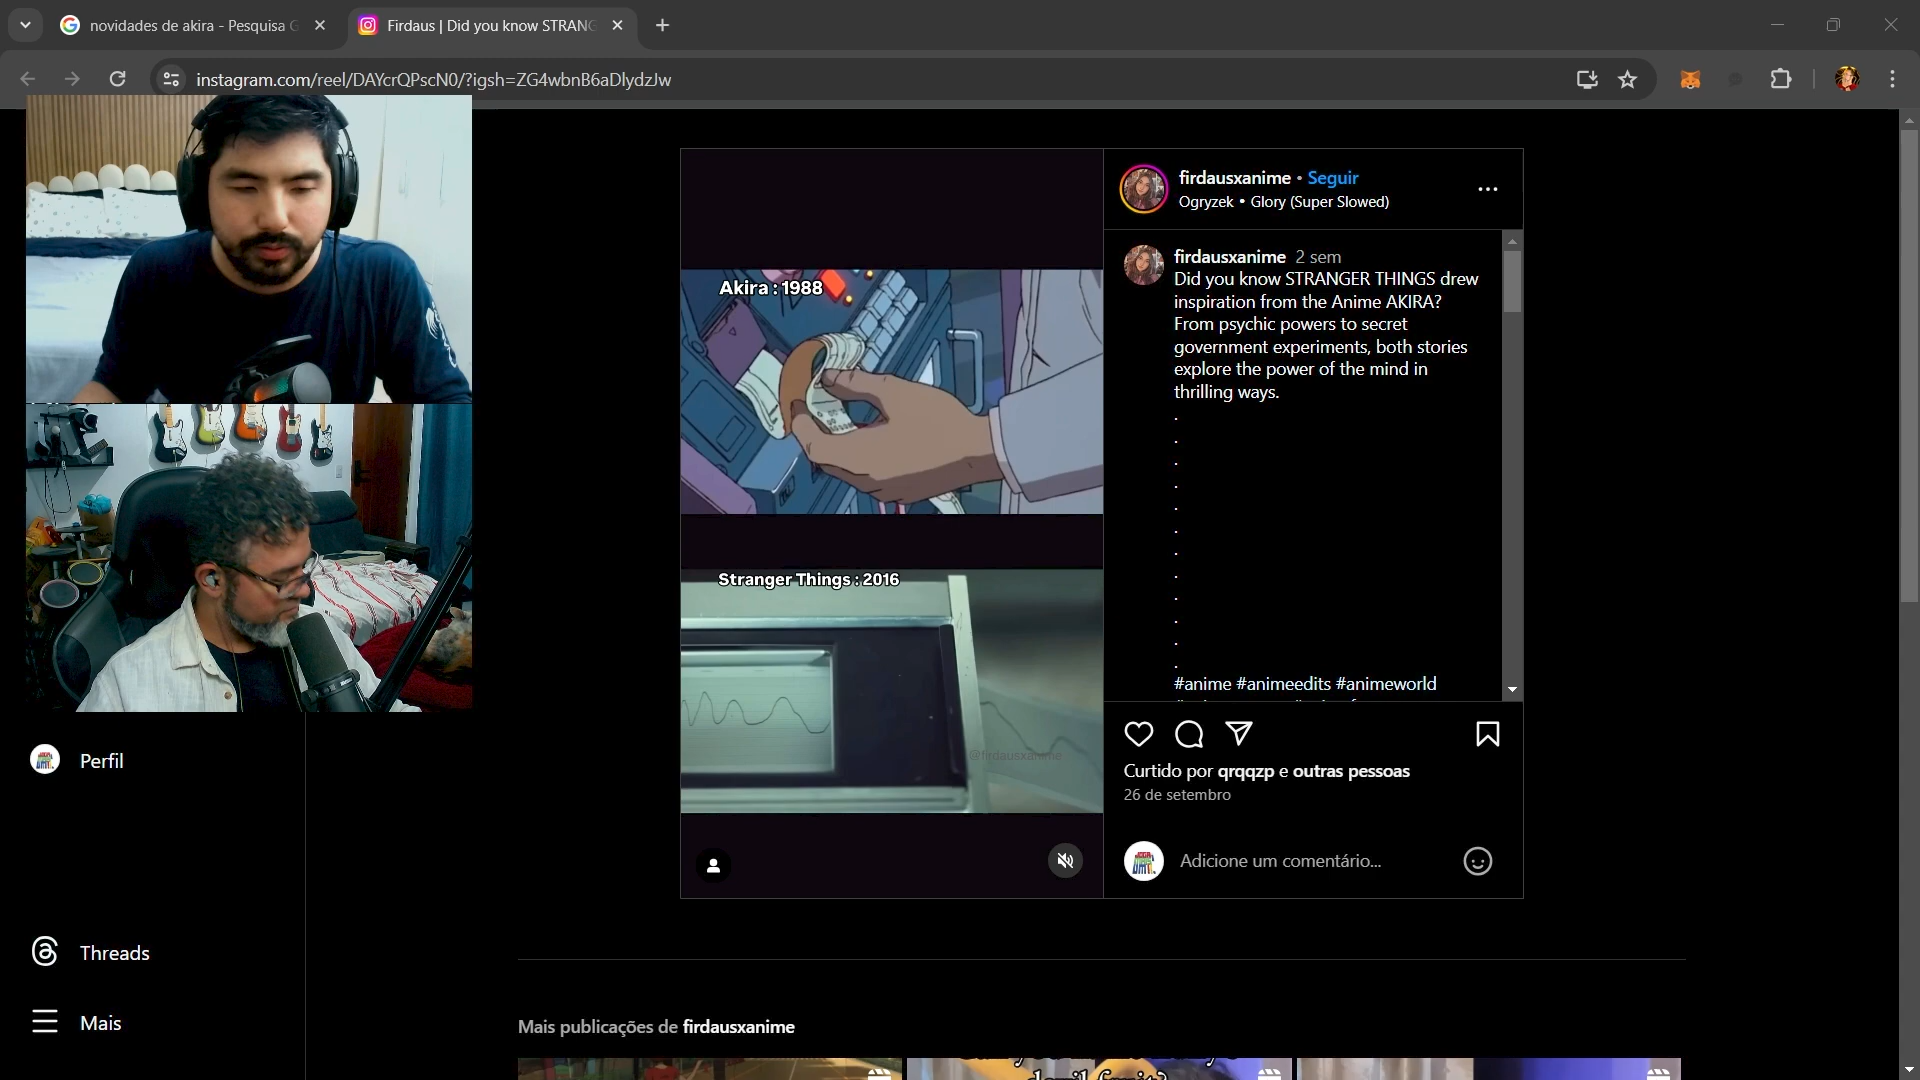 novidades de akira - Pesquisa G
Firdaus | Did you know STRANG
instagram.com/reel/DAYcrQPscN0/?igsh=ZG4wbnB6aDlydzJw
Akira : 1988
Stranger Things : 2016
@firdausxanime
firdausxanime • Seguir
Ogryzek • Glory (Super Slowed)
firdausxanime 2 sem
Did you know STRANGER THINGS drew
inspiration from the Anime AKIRA?
From psychic powers to secret
government experiments, both stories
explore the power of the mind in
thrilling ways.
.
.
.
.
.
.
.
.
.
.
.
.
#anime #animeedits #animeworld
Curtido por qrqqzp e outras pessoas
26 de setembro
Adicione um comentário...
Perfil
Threads
Mais
Mais publicações de firdausxanime
devil fruit?